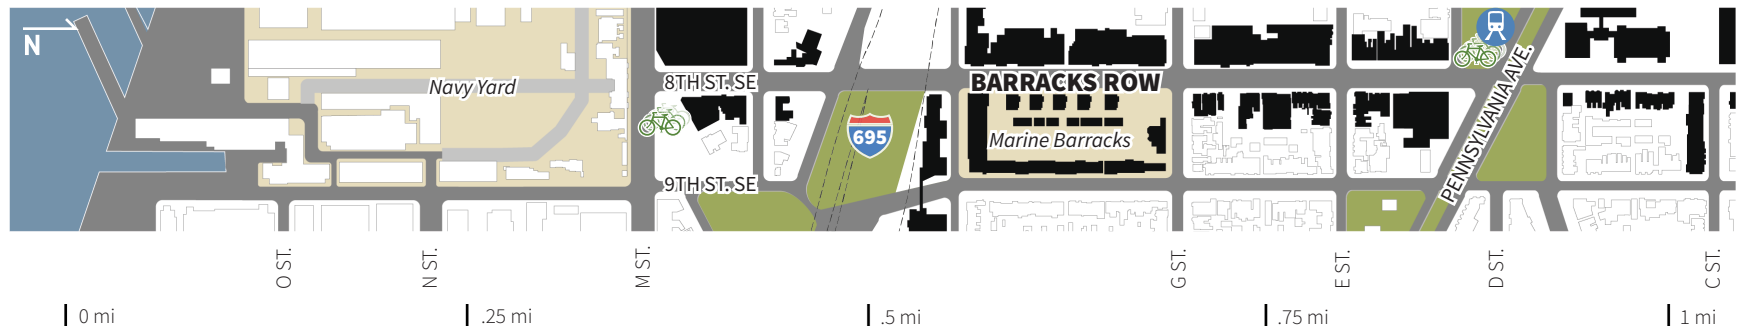 N
Navy Yard
8TH ST. SE
BARRACKS ROW
PENNSYLVANIA AVE.
695
Marine Barracks
9TH ST. SE
O ST.
N ST.
M ST.
G ST.
E ST.
D ST.
C ST.
0 mi
.25 mi
.5 mi
.75 mi
1 mi